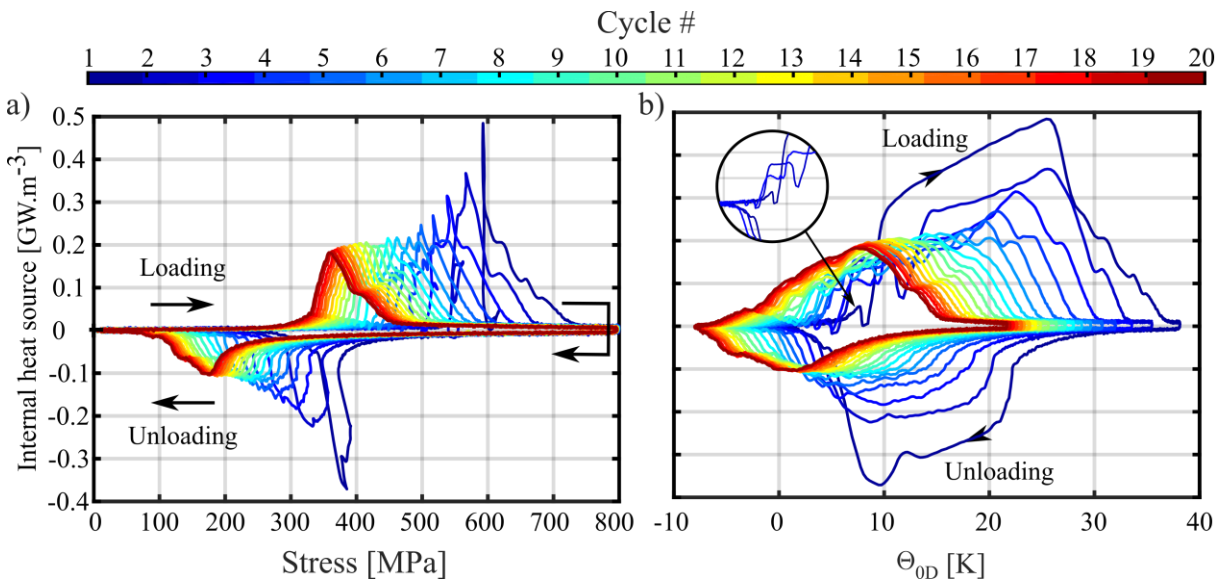 Cycle #
1 2 3 4 5 6 7 8 9 10 11 12 13 14 15 16 17 18 19 20
a)
Internal heat source [GW.m-3]
0.5
0.4
0.3
0.2
0.1
0
-0.1
-0.2
-0.3
-0.4
Loading
Unloading
0 100 200 300 400 500 600 700 800
Stress [MPa]
b)
Loading
Unloading
-10 0 10 20 30 40
Θ0D [K]